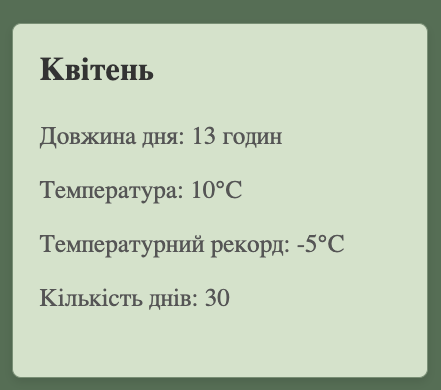 Квітень
Довжина дня: 13 годин
Температура: 10°C
Температурний рекорд: -5°C
Кількість днів: 30